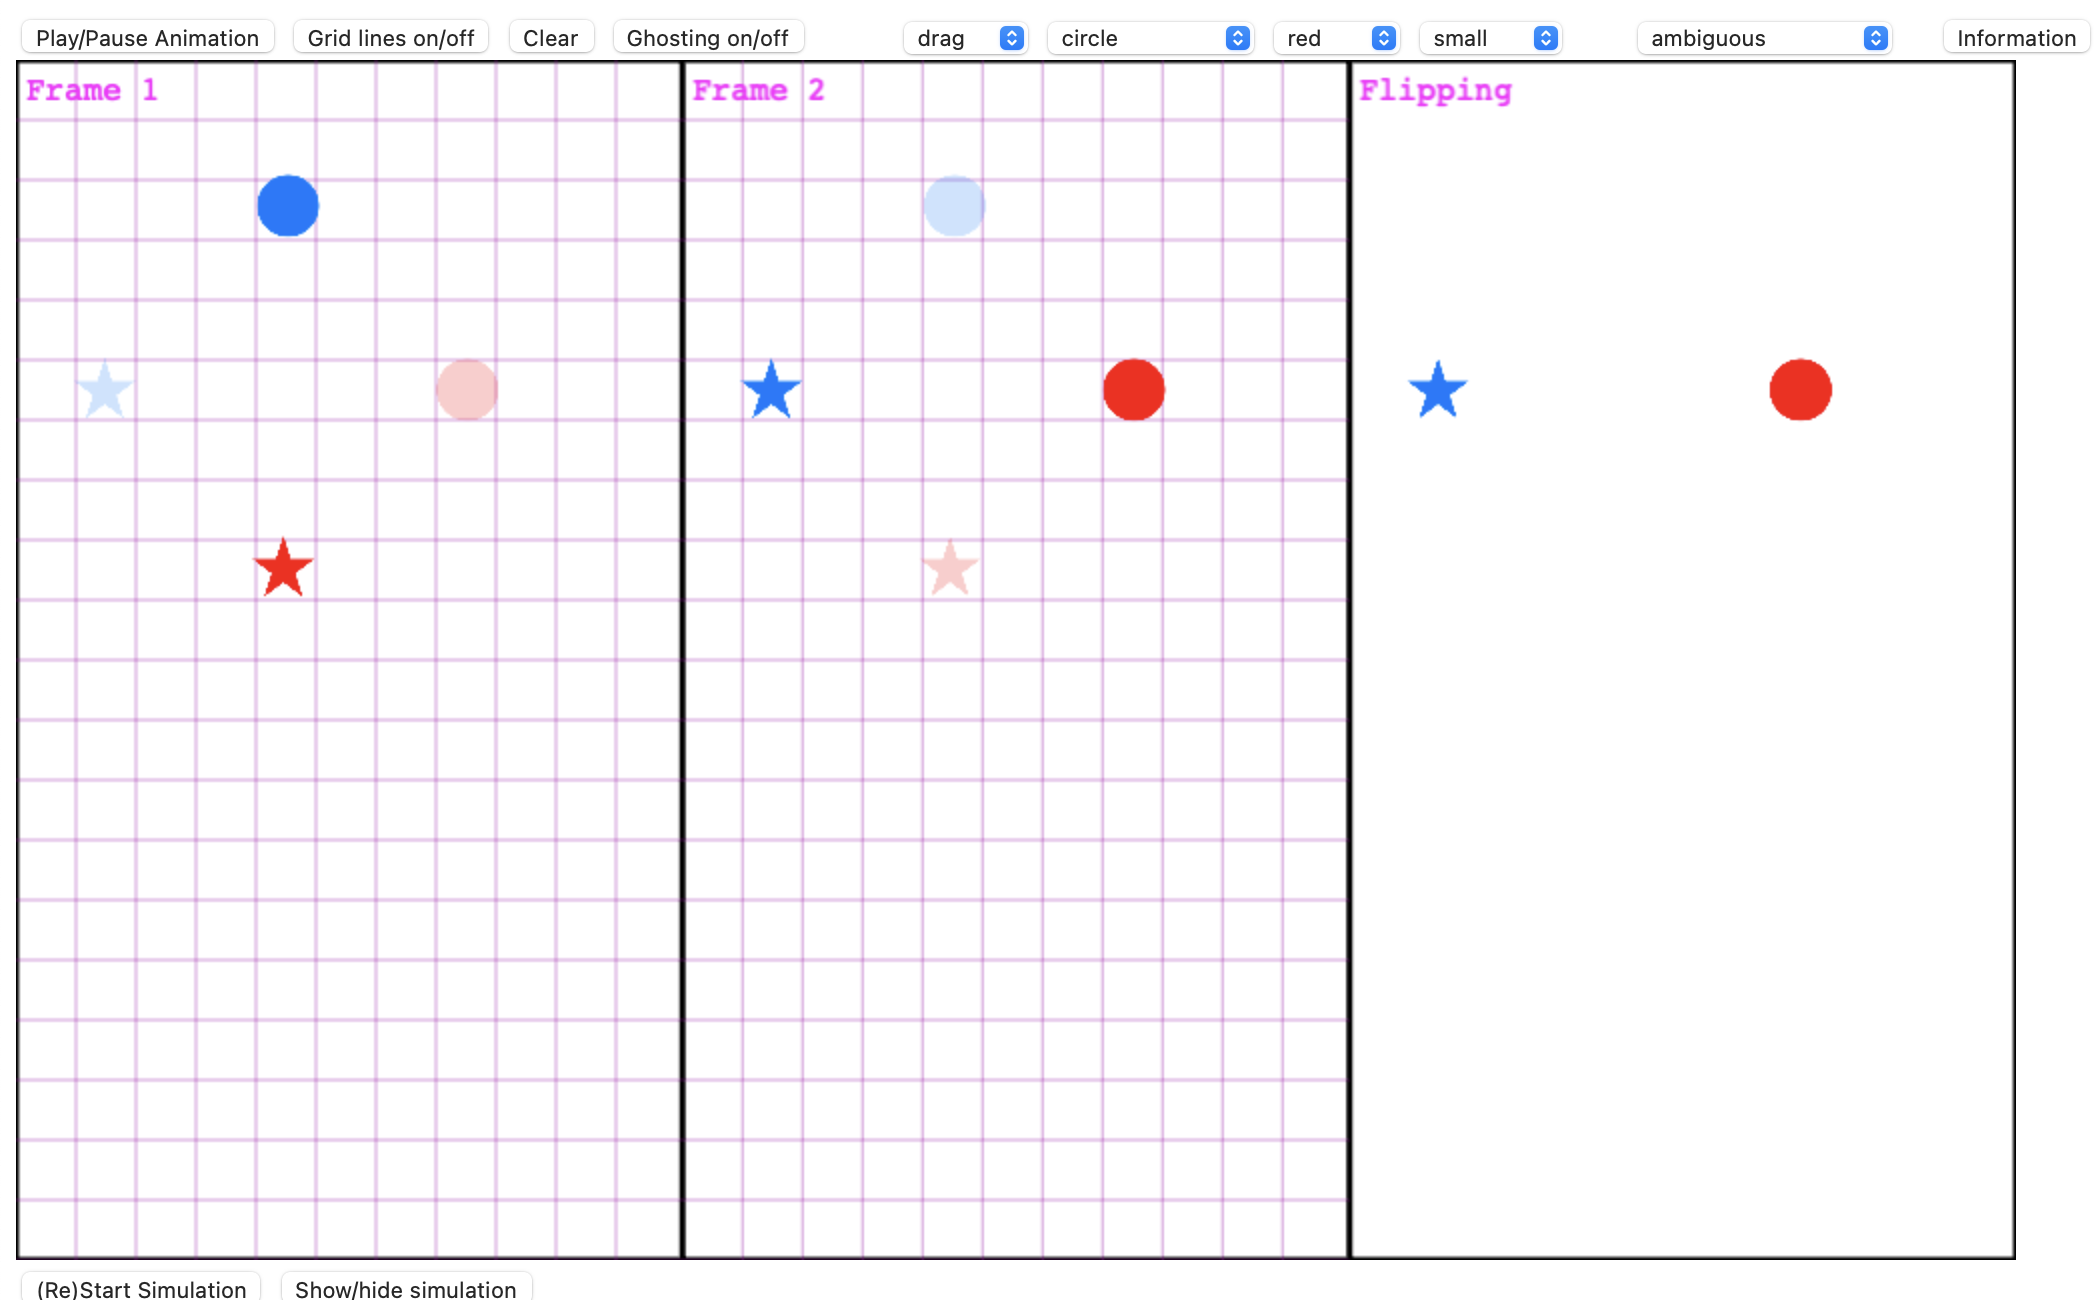 Play/Pause Animation Grid lines on/off Clear Ghosting on/off drag circle red small ambiguous Information
Frame 1 Frame 2 Flipping
(Re)Start Simulation Show/hide simulation